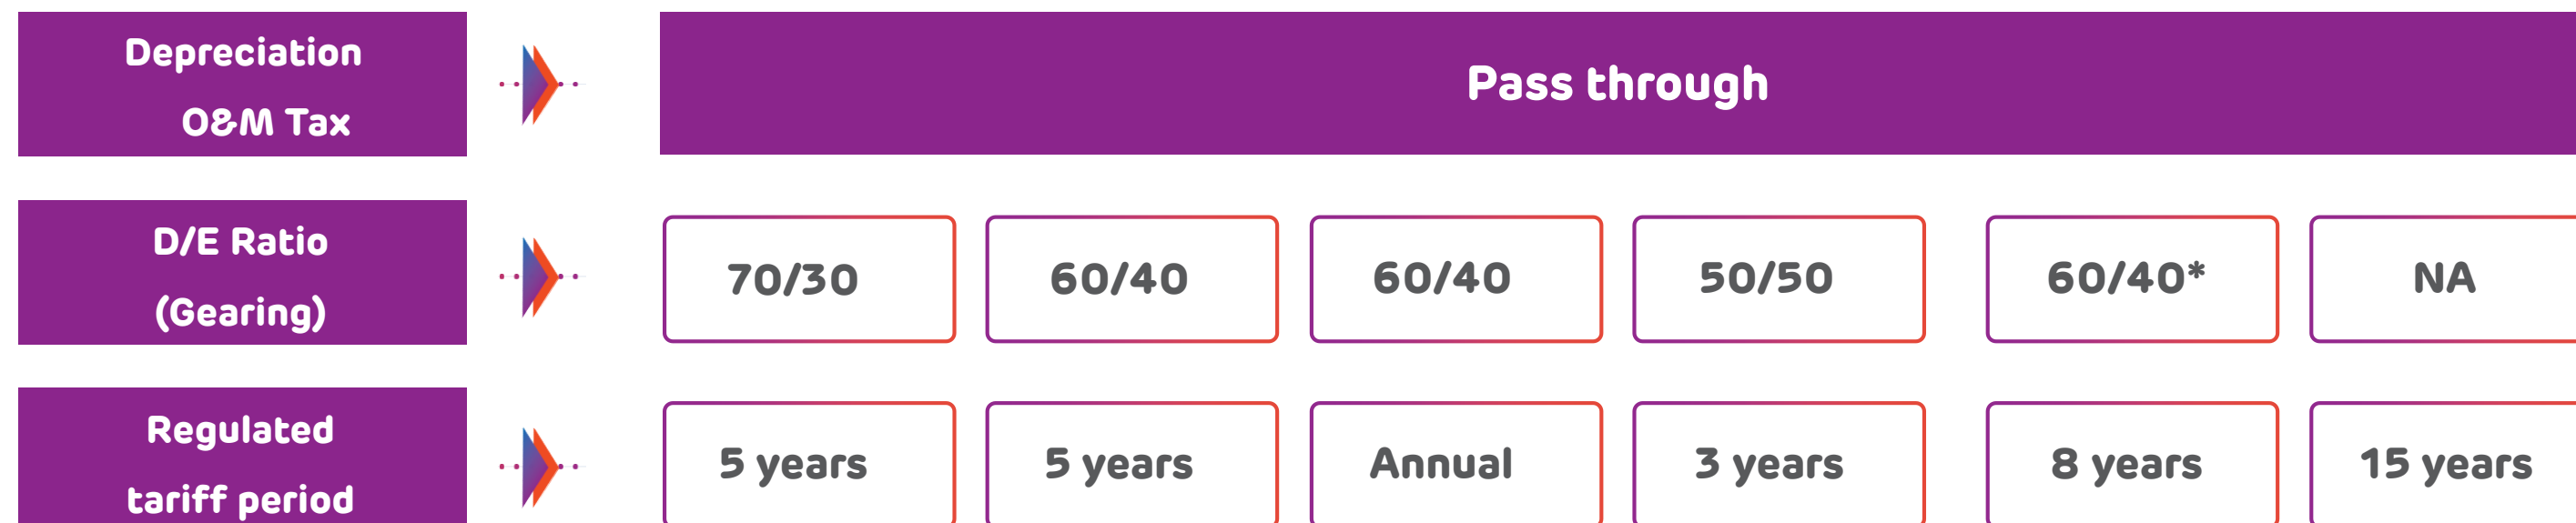 Depreciation
O&M Tax
Pass through
D/E Ratio
(Gearing)
70/30
60/40
60/40
50/50
60/40*
NA
Regulated
tariff period
5 years
5 years
Annual
3 years
8 years
15 years